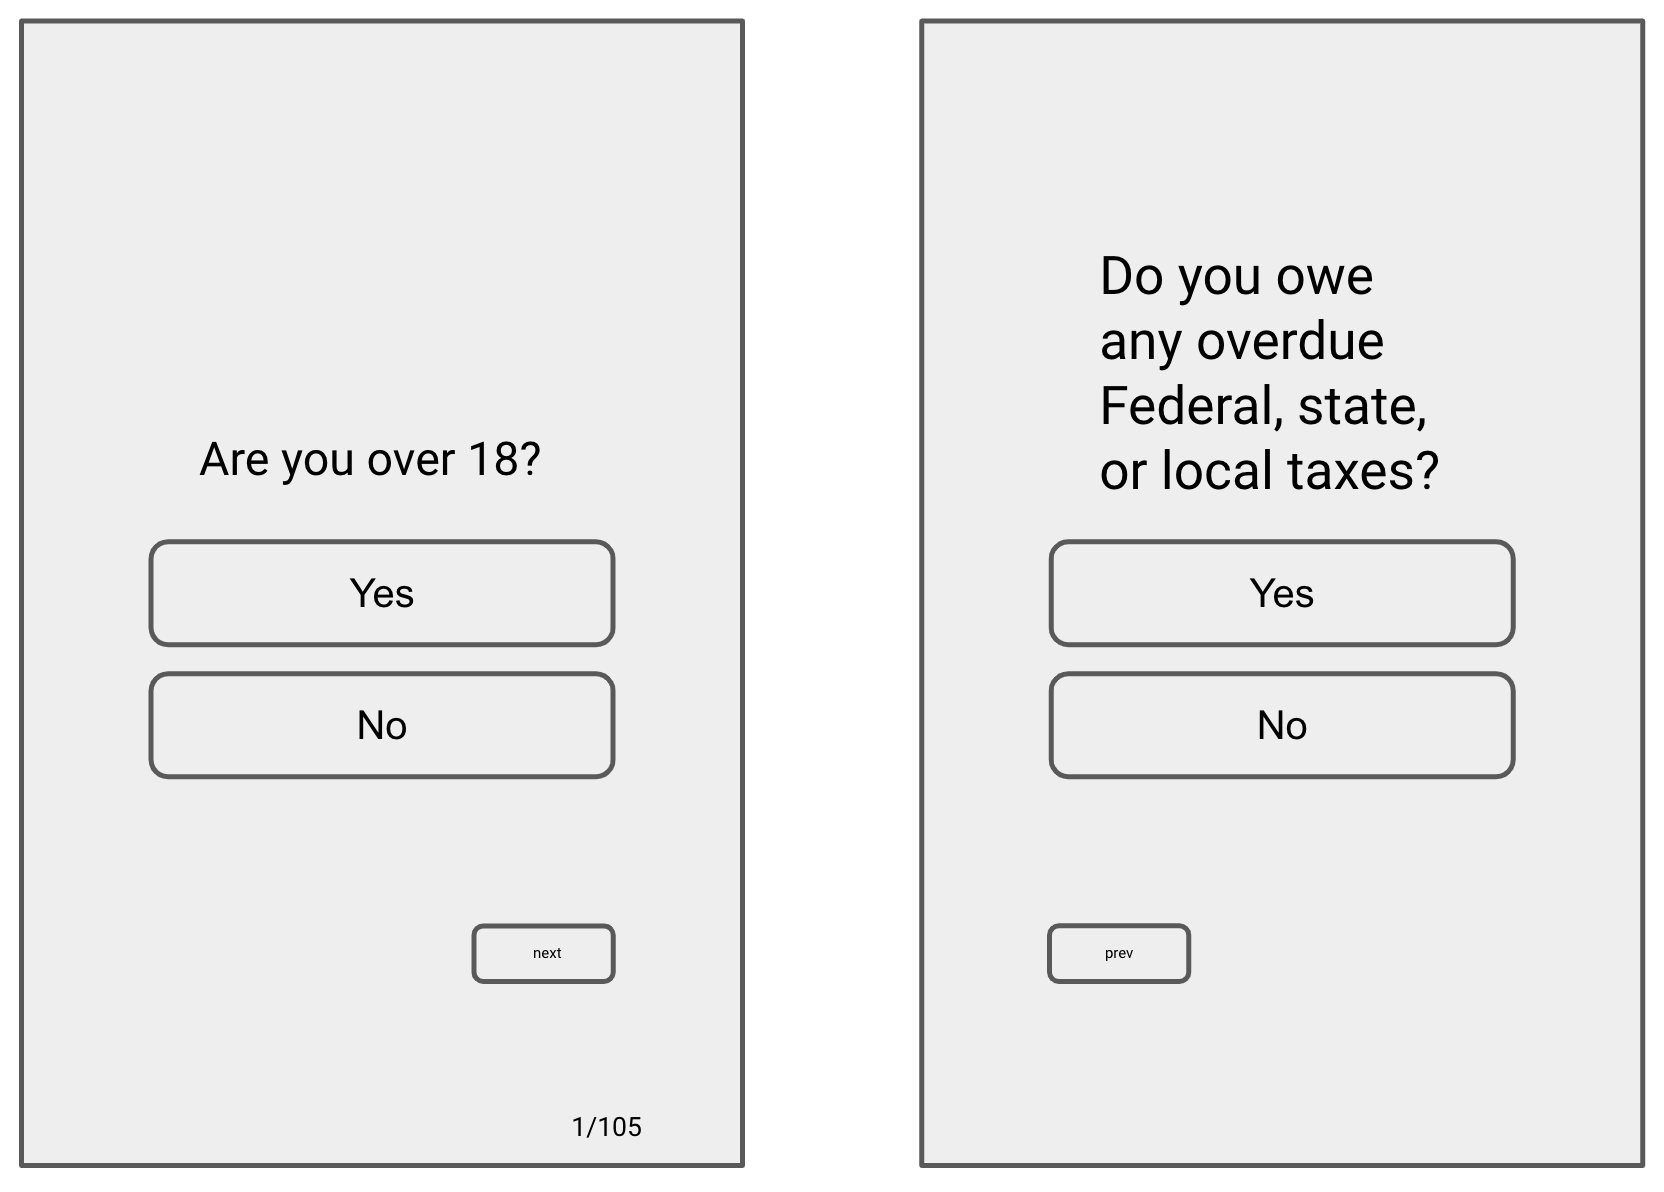 Are you over 18?
Yes
No
next
1/105
Do you owe
any overdue
Federal, state,
or local taxes?
Yes
No
prev